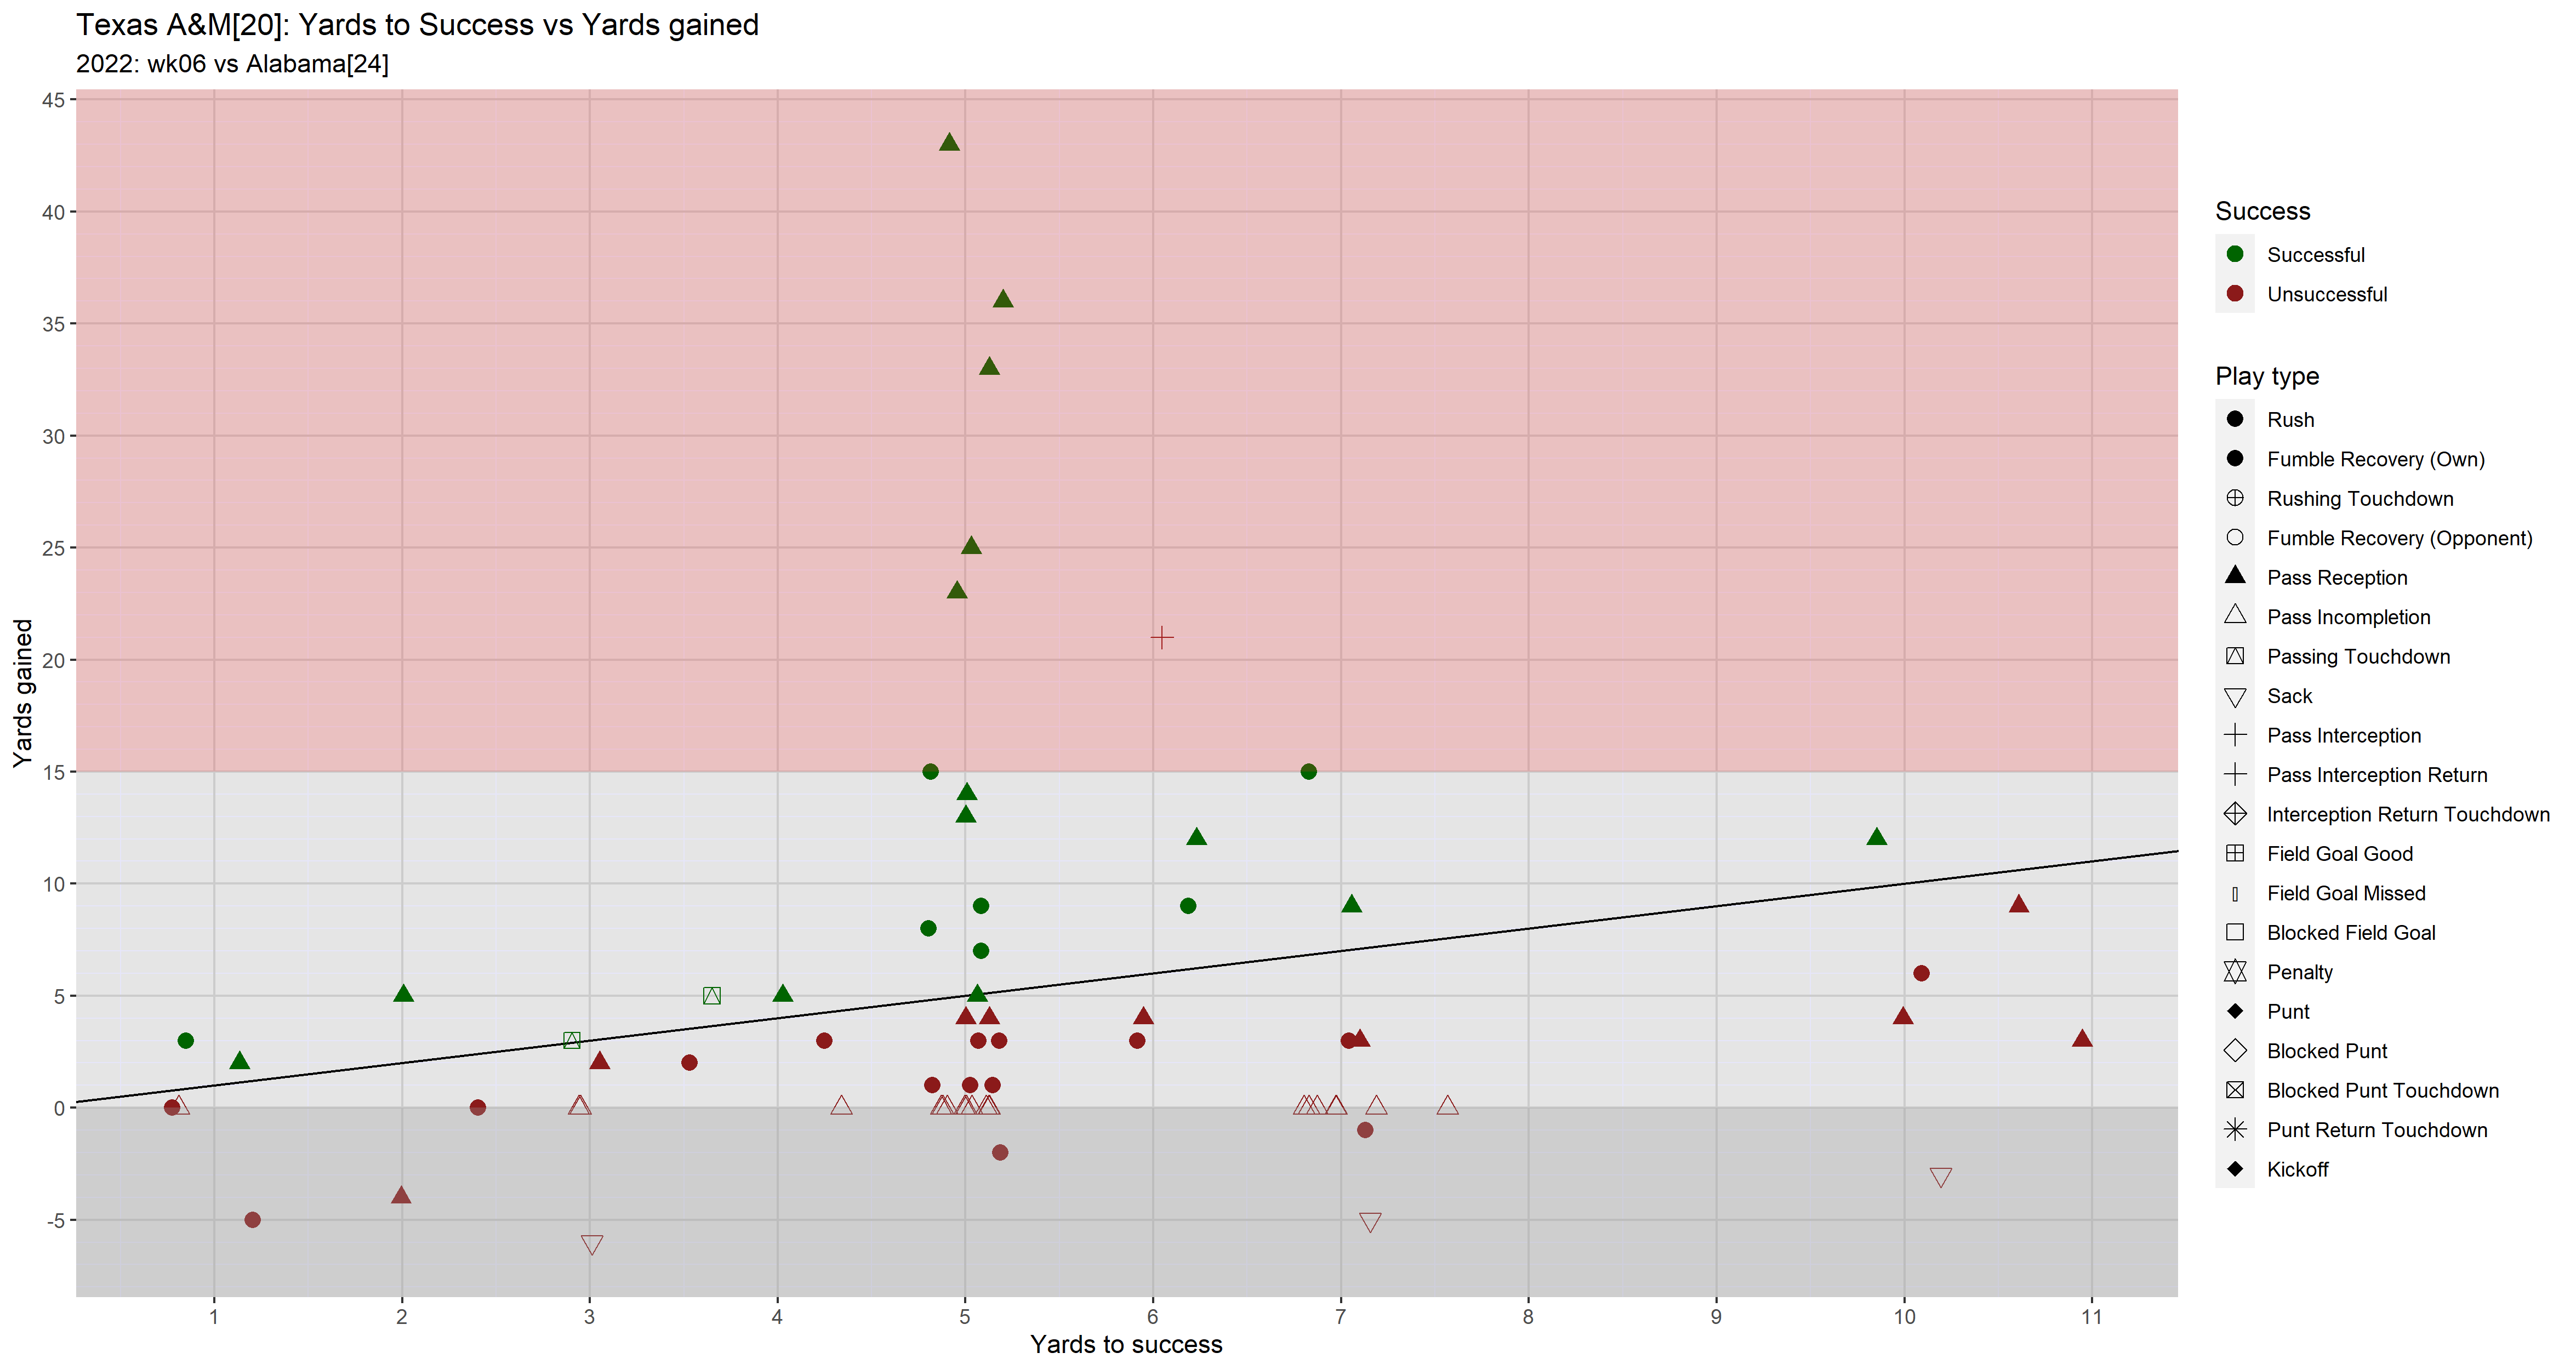 Texas A&M[20]: Yards to Success vs Yards gained
2022: wk06 vs Alabama[24]
Yards gained
45
40
35
30
25
20
15
10
5
0
-5
1 2 3 4 5 6 7 8 9 10 11
Yards to success
Success
Successful
Unsuccessful
Play type
Rush
Fumble Recovery (Own)
Rushing Touchdown
Fumble Recovery (Opponent)
Pass Reception
Pass Incompletion
Passing Touchdown
Sack
Pass Interception
Pass Interception Return
Interception Return Touchdown
Field Goal Good
Field Goal Missed
Blocked Field Goal
Penalty
Punt
Blocked Punt
Blocked Punt Touchdown
Punt Return Touchdown
Kickoff